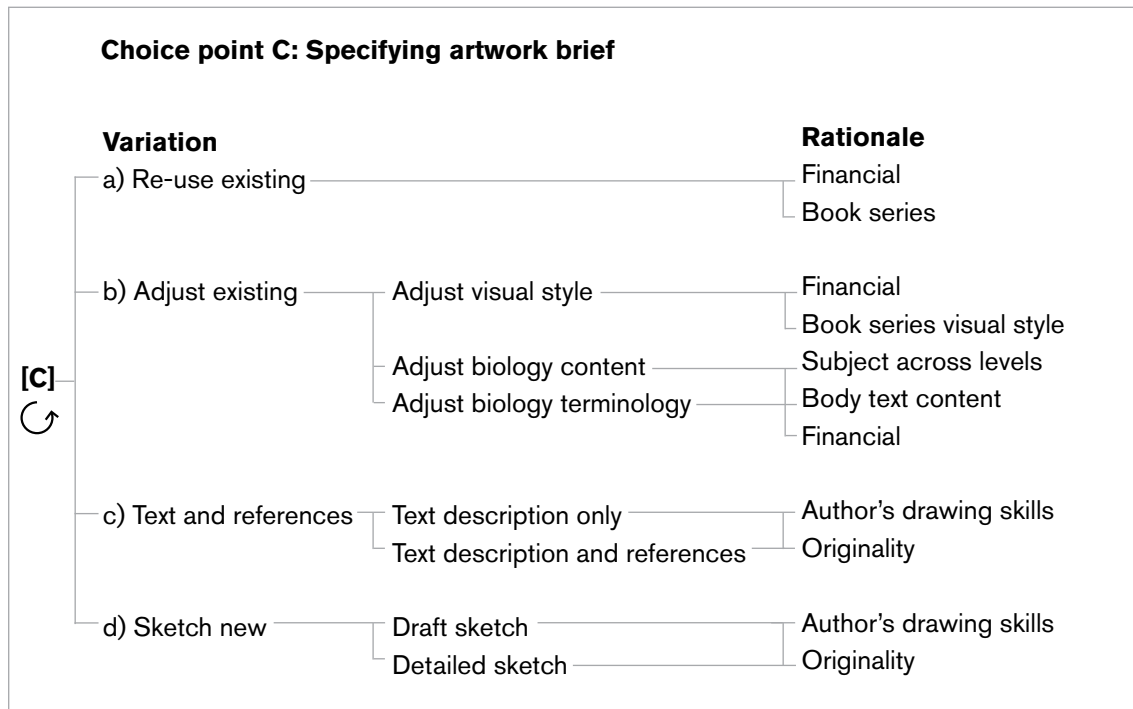 Choice point C: Specifying artwork brief
Variation
Rationale
a) Re-use existing
Financial
Book series
b) Adjust existing
Adjust visual style
Financial
Book series visual style
Adjust biology content
Subject across levels
[C]
Adjust biology terminology
Body text content
Financial
c) Text and references
Text description only
Author's drawing skills
Text description and references
Originality
d) Sketch new
Draft sketch
Author's drawing skills
Detailed sketch
Originality